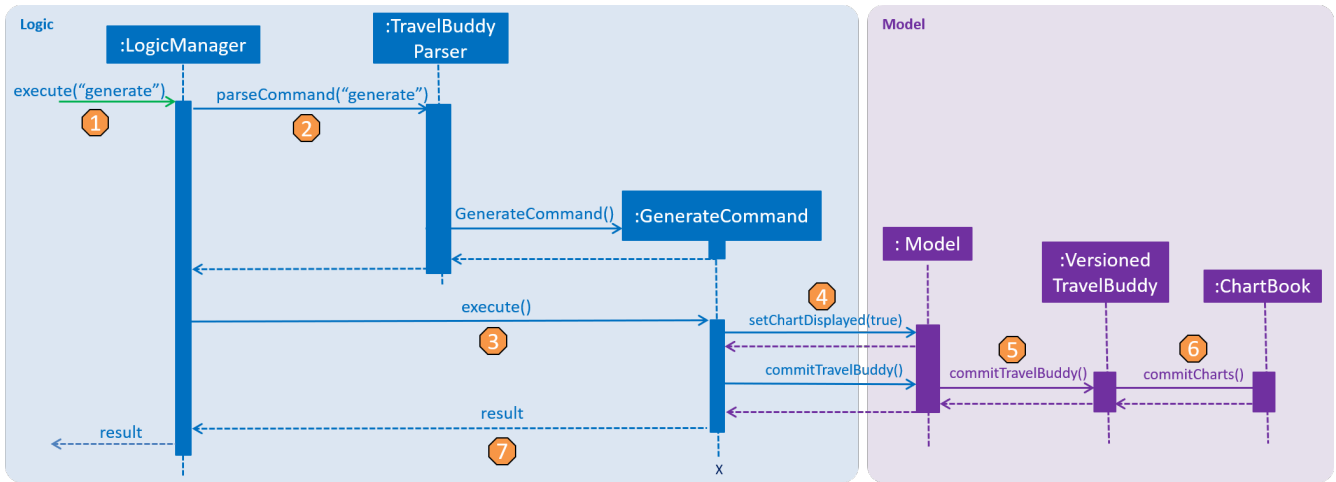 Logic
Model
:LogicManager
:TravelBuddy
Parser
execute(“generate”)
1
parseCommand(“generate”)
2
GenerateCommand()
:GenerateCommand
: Model
:Versioned
TravelBuddy
:ChartBook
execute()
3
4
setChartDisplayed(true)
5
6
commitTravelBuddy()
commitTravelBuddy()
commitCharts()
result
result
7
X